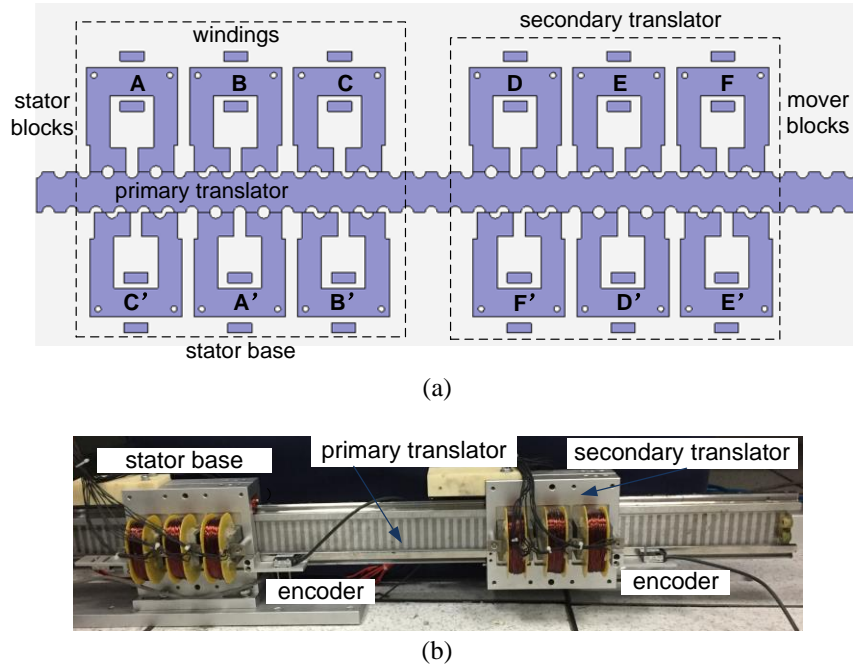 secondary translator
windings
A
B
C
D
E
F
stator
blocks
mover
blocks
primary translator
C’
A’
B’
F’
D’
E’
stator base
(a)
primary translator
stator base
secondary translator
encoder
encoder
(b)